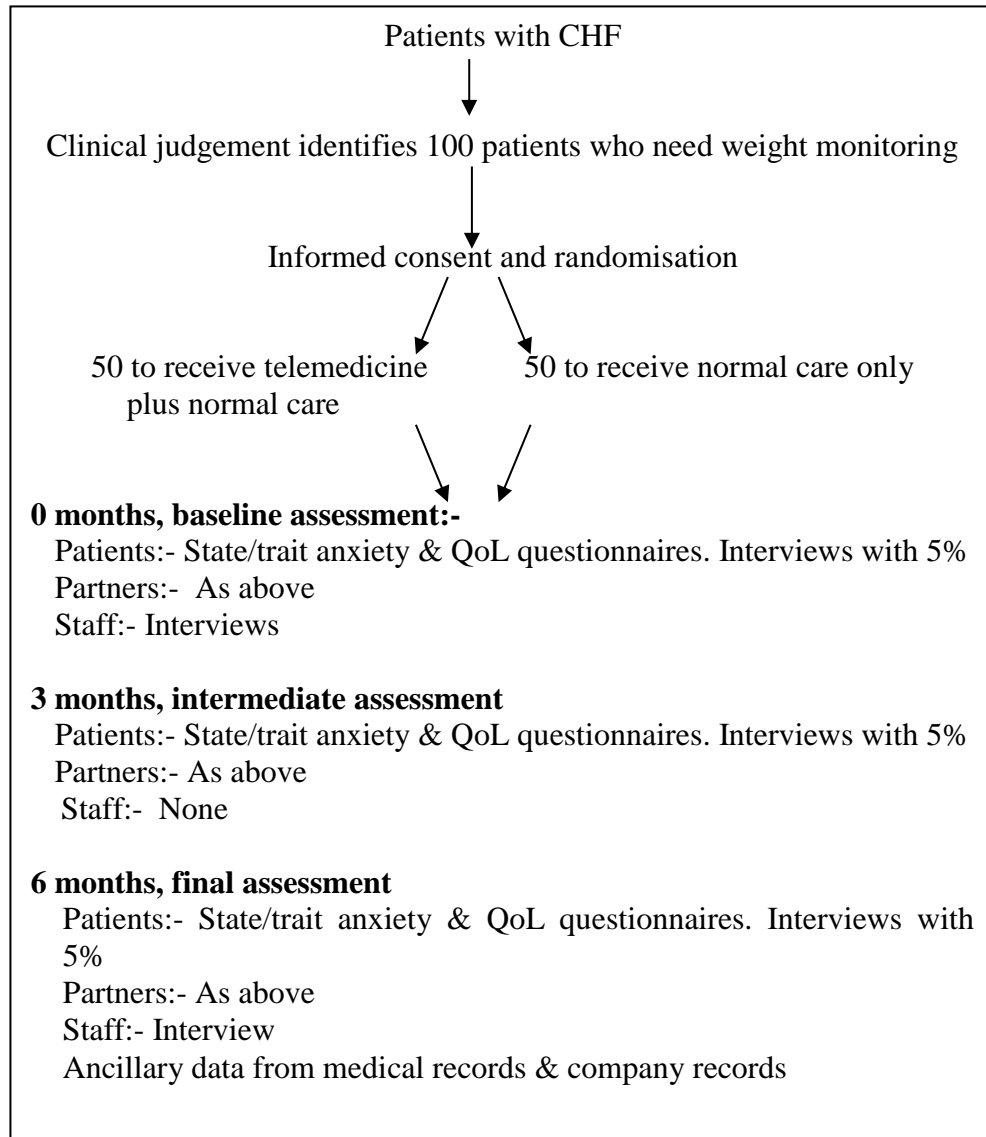 Patients with CHF
Clinical judgement identifies 100 patients who need weight monitoring
Informed consent and randomisation
50 to receive telemedicine
plus normal care
50 to receive normal care only
0 months, baseline assessment:-
Patients:- State/trait anxiety & QoL questionnaires. Interviews with 5%
Partners:- As above
Staff:- Interviews
3 months, intermediate assessment
Patients:- State/trait anxiety & QoL questionnaires. Interviews with 5%
Partners:- As above
Staff:- None
6 months, final assessment
Patients:- State/trait anxiety & QoL questionnaires. Interviews with
5%
Partners:- As above
Staff:- Interview
Ancillary data from medical records & company records